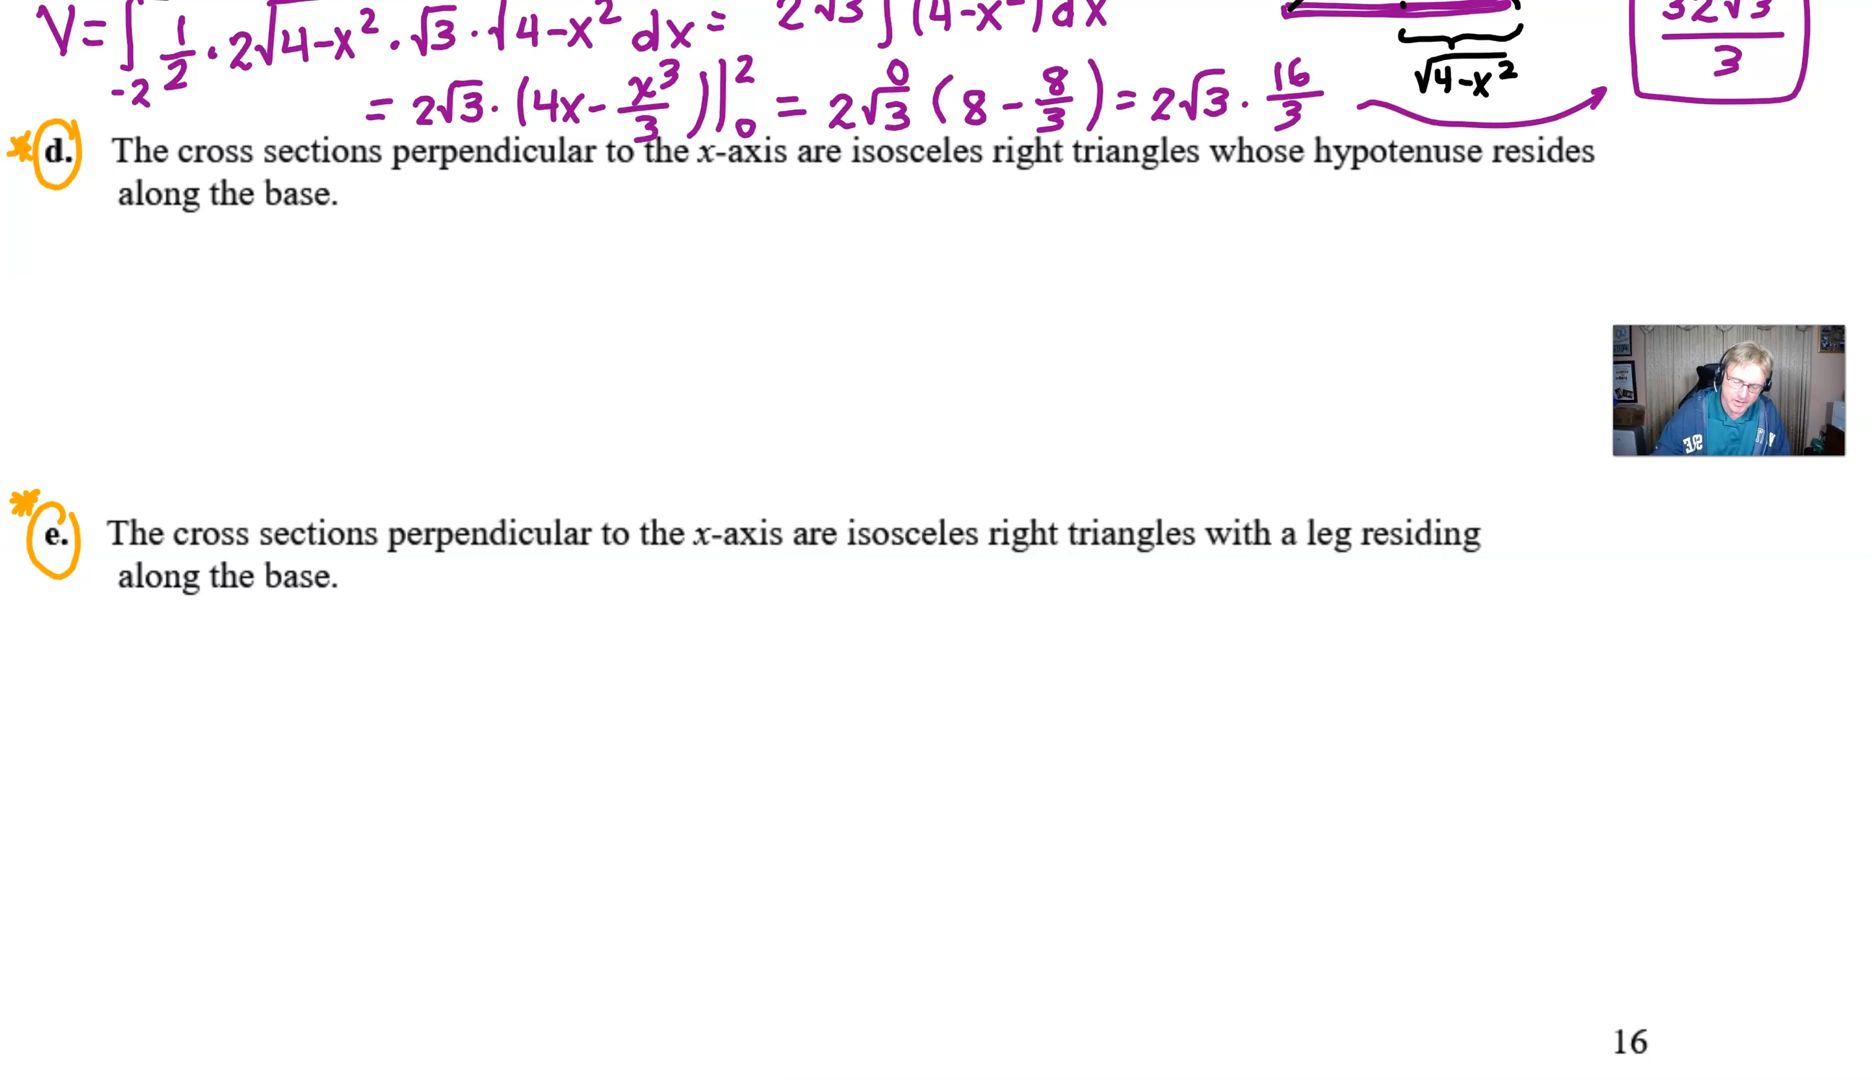 V = ∫ -2 1/2 · 2√4-x² · √3 · √4-x² dx = 2√3 ∫ 0 (4-x²)dx
√4-x²
32√3/3
= 2√3 · (4x - x³/3)|₀² = 2√3 (8 - 8/3) = 2√3 · 16/3
*d. The cross sections perpendicular to the x-axis are isosceles right triangles whose hypotenuse resides
along the base.
*e. The cross sections perpendicular to the x-axis are isosceles right triangles with a leg residing
along the base.
16